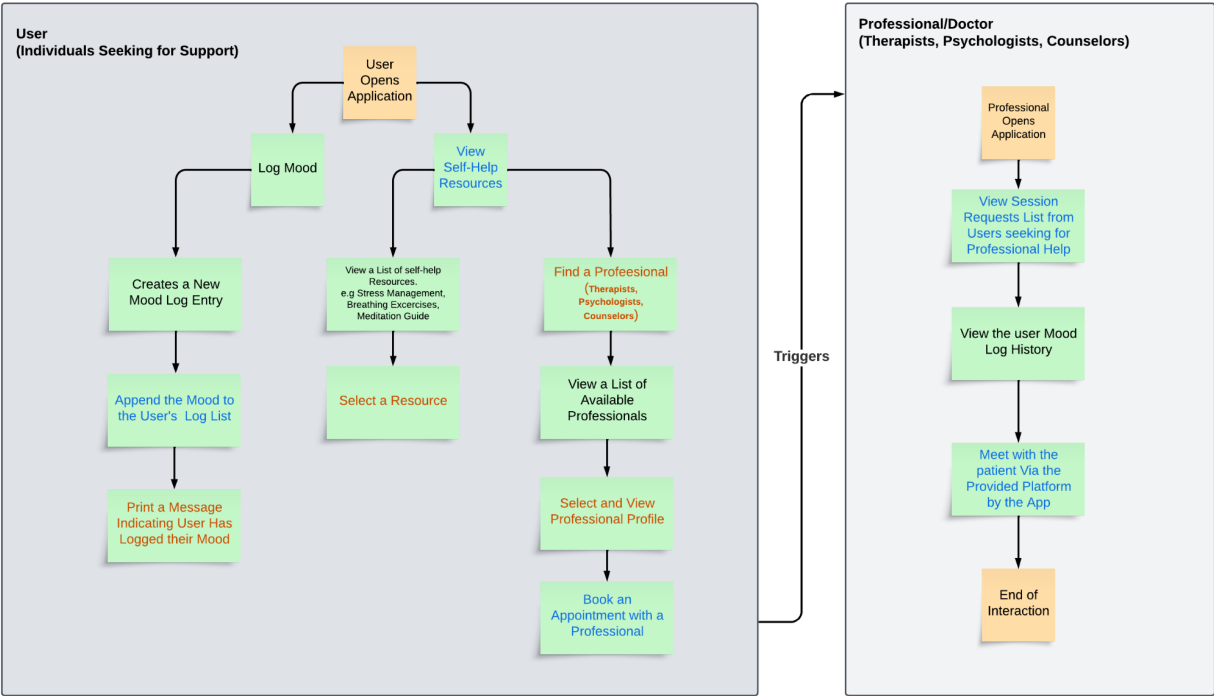 User
(Individuals Seeking for Support)
User
Opens
Application
Log Mood
View
Self-Help
Resources
Creates a New
Mood Log Entry
View a List of self-help
Resources.
e.g Stress Management,
Breathing Excercises,
Meditation Guide
Find a Profeesional
(Therapists,
Psychologists,
Counselors)
Append the Mood to
the User's Log List
Select a Resource
View a List of
Available
Professionals
Print a Message
Indicating User Has
Logged their Mood
Select and View
Professional Profile
Book an
Appointment with a
Professional
Triggers
Professional/Doctor
(Therapists, Psychologists, Counselors)
Professional
Opens
Application
View Session
Requests List from
Users seeking for
Professional Help
View the user Mood
Log History
Meet with the
patient Via the
Provided Platform
by the App
End of
Interaction